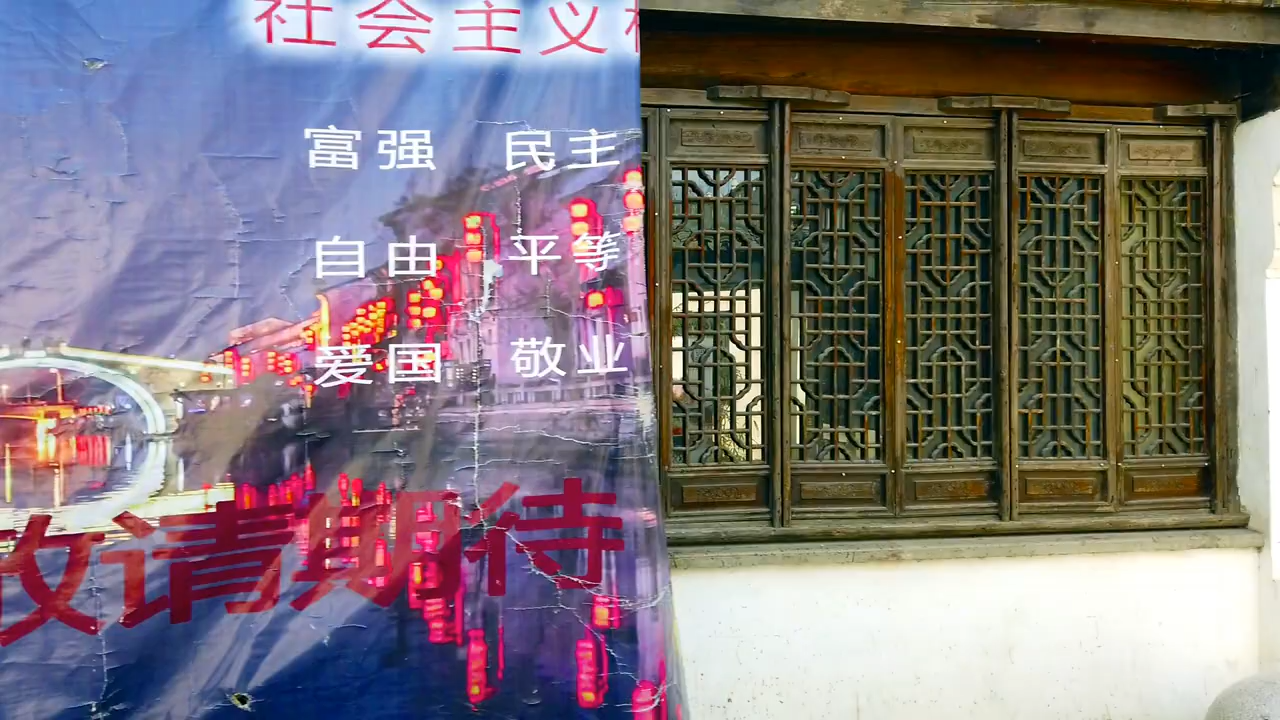 社会主义
富强 民主
自由 平等
爱国 敬业
敬请期待